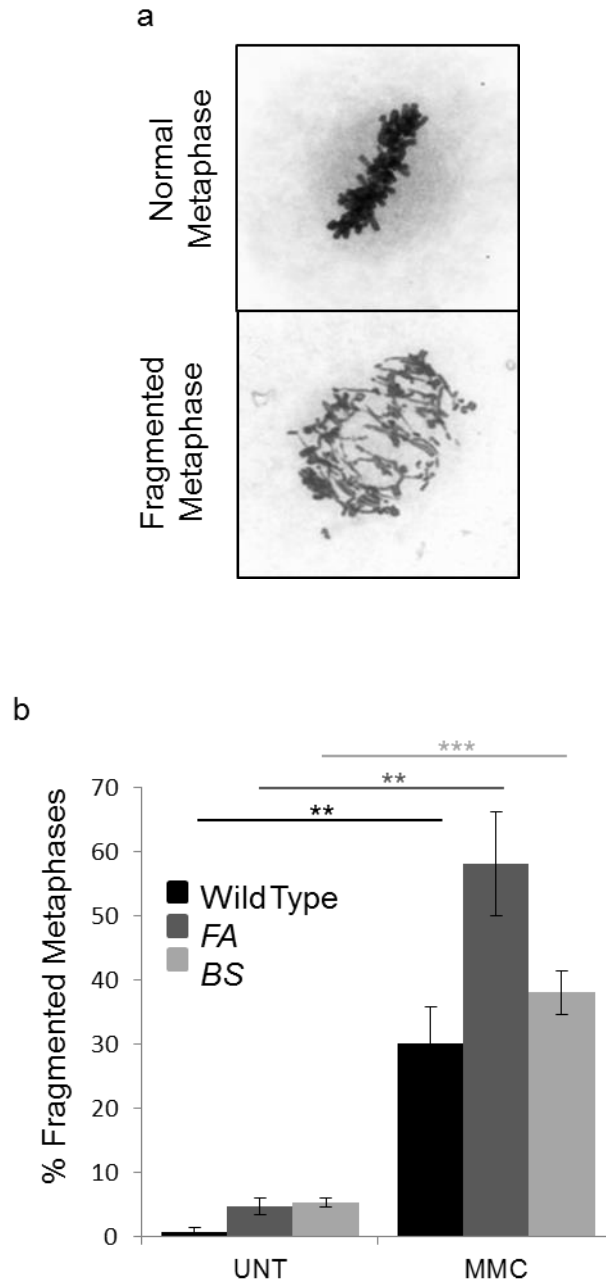 a
Normal
Metaphase
Fragmented
Metaphase
b
***
**
**
% Fragmented Metaphases
70
60
50
40
30
20
10
0
Wild Type
FA
BS
UNT MMC